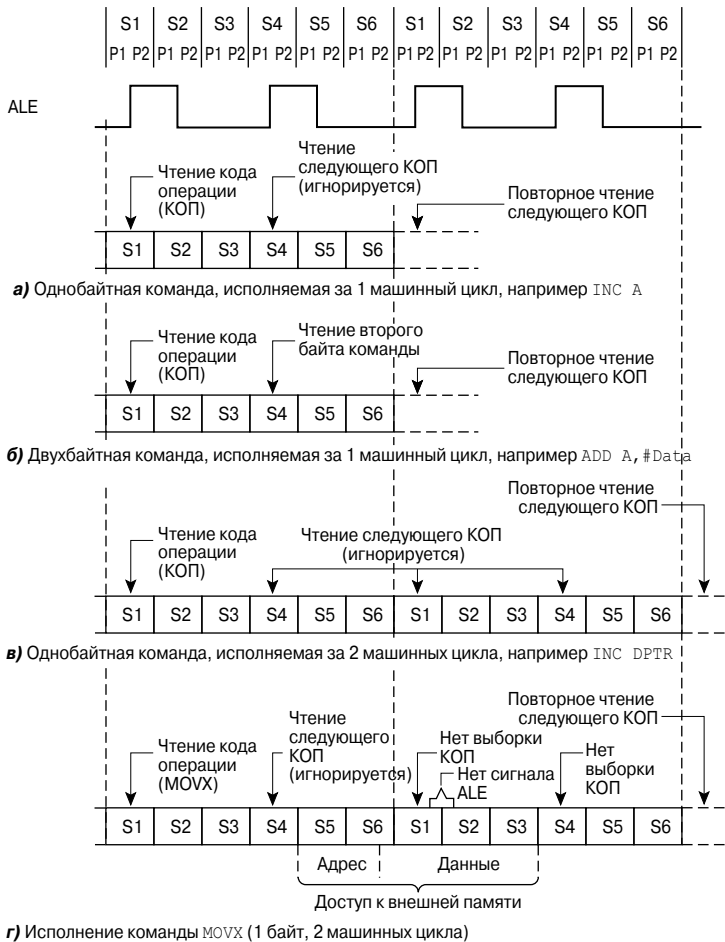 S1 S2 S3 S4 S5 S6 S1 S2 S3 S4 S5 S6
P1 P2 P1 P2 P1 P2 P1 P2 P1 P2 P1 P2 P1 P2 P1 P2 P1 P2 P1 P2 P1 P2 P1 P2
ALE
Чтение кода
операции
(КОП)
Чтение
следующего КОП
(игнорируется)
Повторное чтение
следующего КОП
S1 S2 S3 S4 S5 S6
а) Однобайтная команда, исполняемая за 1 машинный цикл, например INC A
Чтение кода
операции
(КОП)
Чтение второго
байта команды
Повторное чтение
следующего КОП
S1 S2 S3 S4 S5 S6
б) Двухбайтная команда, исполняемая за 1 машинный цикл, например ADD A,#Data
Чтение кода
операции
(КОП)
Чтение следующего КОП
(игнорируется)
Повторное чтение
следующего КОП
S1 S2 S3 S4 S5 S6 S1 S2 S3 S4 S5 S6
в) Однобайтная команда, исполняемая за 2 машинных цикла, например INC DPTR
Чтение кода
операции
(MOVX)
Чтение
следующего
КОП
(игнорируется)
Нет выборки
КОП
Нет сигнала
ALE
Нет
выборки
КОП
Повторное чтение
следующего КОП
S1 S2 S3 S4 S5 S6 S1 S2 S3 S4 S5 S6
Адрес Данные
Доступ к внешней памяти
г) Исполнение команды MOVX (1 байт, 2 машинных цикла)